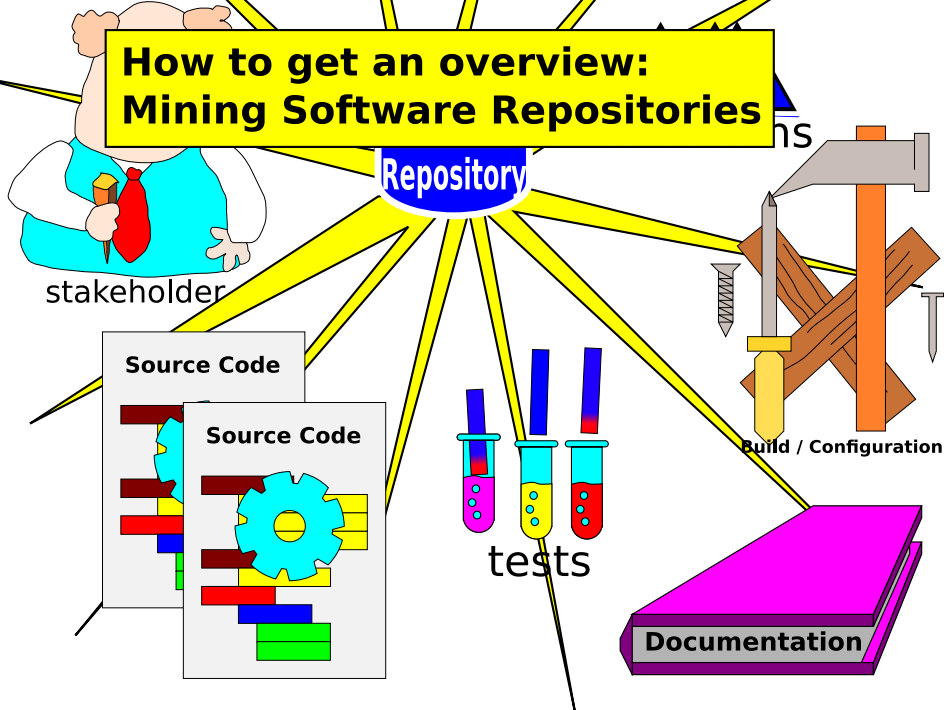 How to get an overview:
Mining Software Repositories
Repository
stakeholder
Source Code
Source Code
tests
Build / Configuration
Documentation